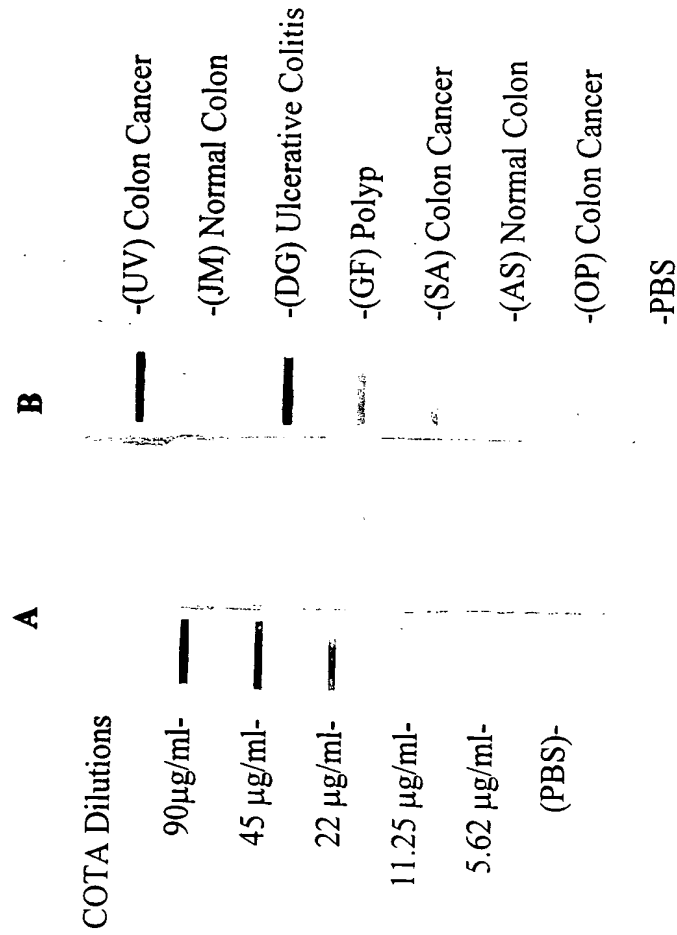 A
B
COTA Dilutions
90µg/ml-
45 µg/ml-
22 µg/ml-
11.25 µg/ml-
5.62 µg/ml-
(PBS)-
-(UV) Colon Cancer
-(JM) Normal Colon
-(DG) Ulcerative Colitis
-(GF) Polyp
-(SA) Colon Cancer
-(AS) Normal Colon
-(OP) Colon Cancer
-PBS